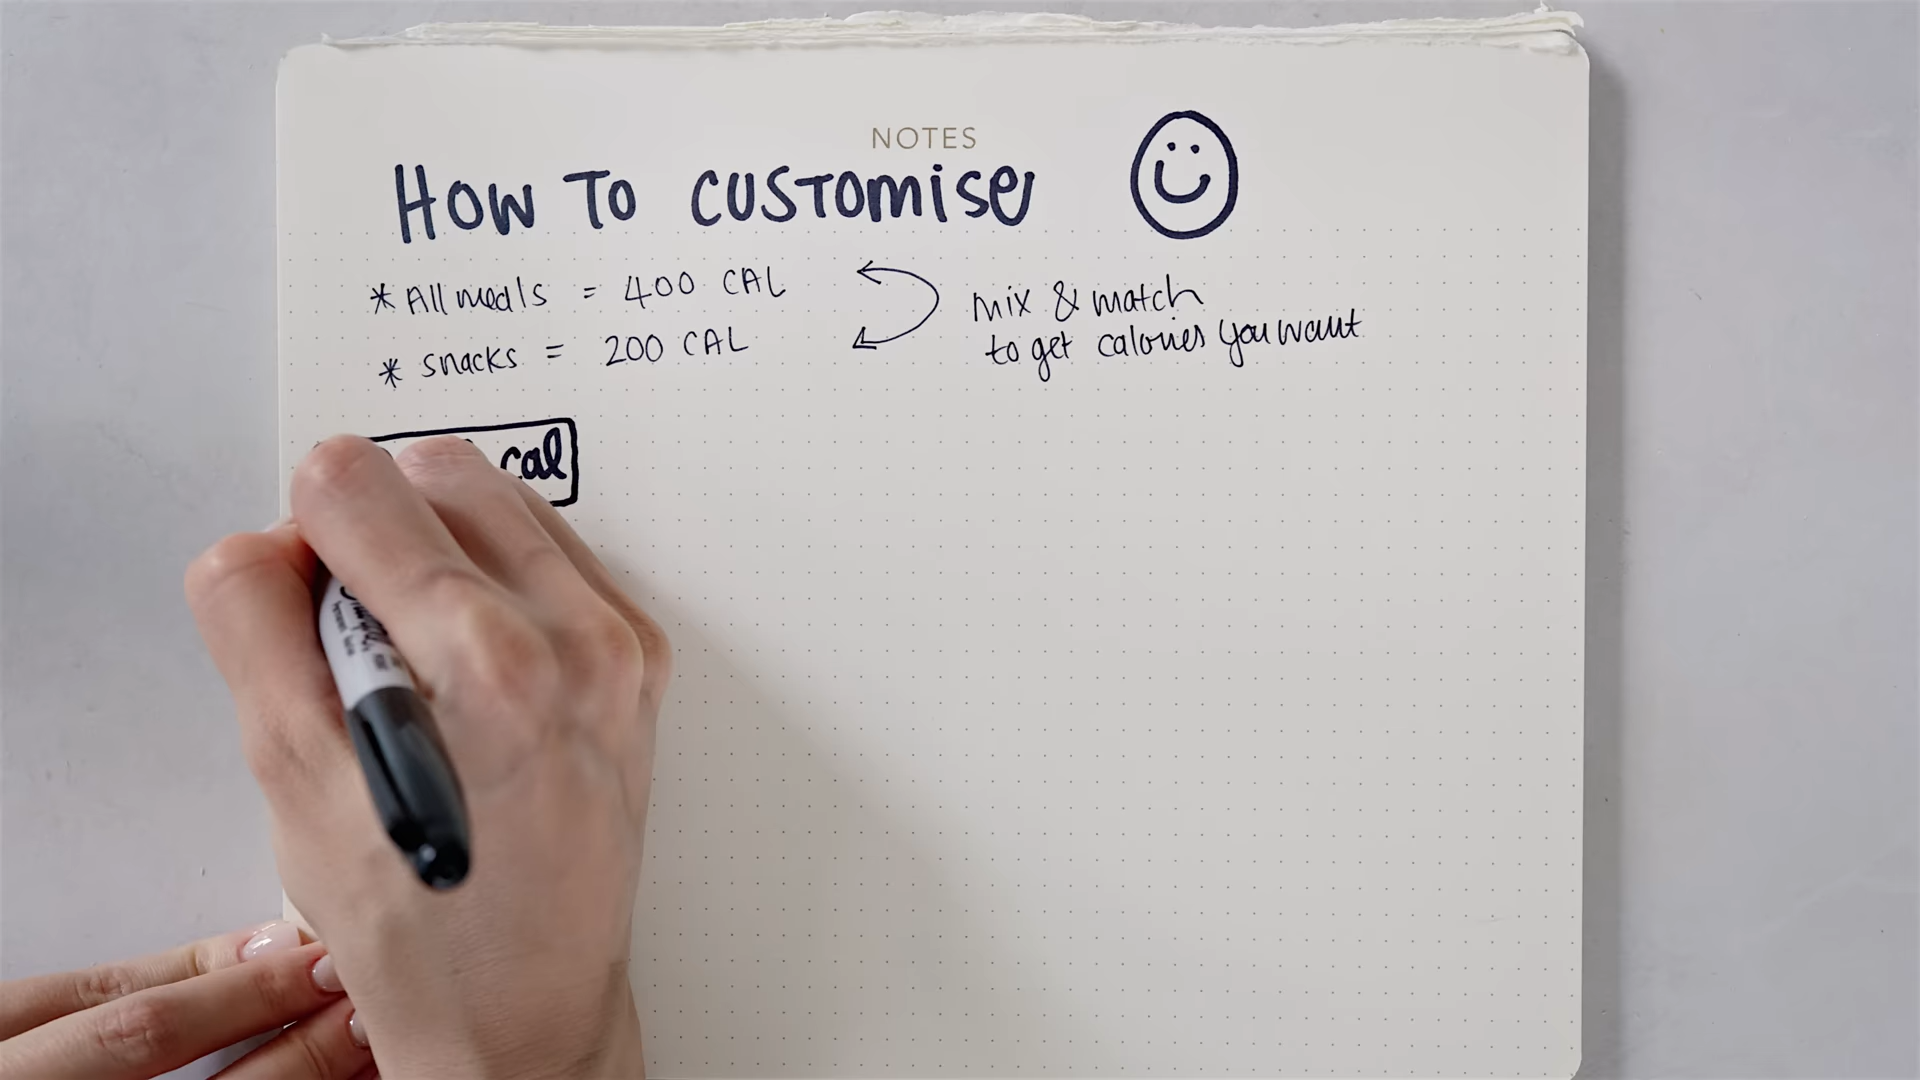 NOTES
HOW TO CUSTOMISE
* All meals = 400 CAL
* snacks = 200 CAL
mix & match
to get calories you want
cal